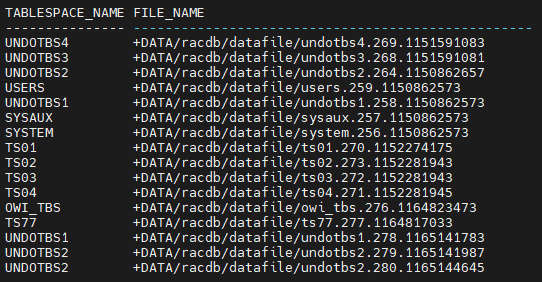 TABLESPACE_NAME FILE_NAME
--------------- --------------------------------------------------
UNDOTBS4 +DATA/racdb/datafile/undotbs4.269.1151591083
UNDOTBS3 +DATA/racdb/datafile/undotbs3.268.1151591081
UNDOTBS2 +DATA/racdb/datafile/undotbs2.264.1150862657
USERS +DATA/racdb/datafile/users.259.1150862573
UNDOTBS1 +DATA/racdb/datafile/undotbs1.258.1150862573
SYSAUX +DATA/racdb/datafile/sysaux.257.1150862573
SYSTEM +DATA/racdb/datafile/system.256.1150862573
TS01 +DATA/racdb/datafile/ts01.270.1152274175
TS02 +DATA/racdb/datafile/ts02.273.1152281943
TS03 +DATA/racdb/datafile/ts03.272.1152281943
TS04 +DATA/racdb/datafile/ts04.271.1152281945
OWI_TBS +DATA/racdb/datafile/owi_tbs.276.1164823473
TS77 +DATA/racdb/datafile/ts77.277.1164817033
UNDOTBS1 +DATA/racdb/datafile/undotbs1.278.1165141783
UNDOTBS2 +DATA/racdb/datafile/undotbs2.279.1165141987
UNDOTBS2 +DATA/racdb/datafile/undotbs2.280.1165144645